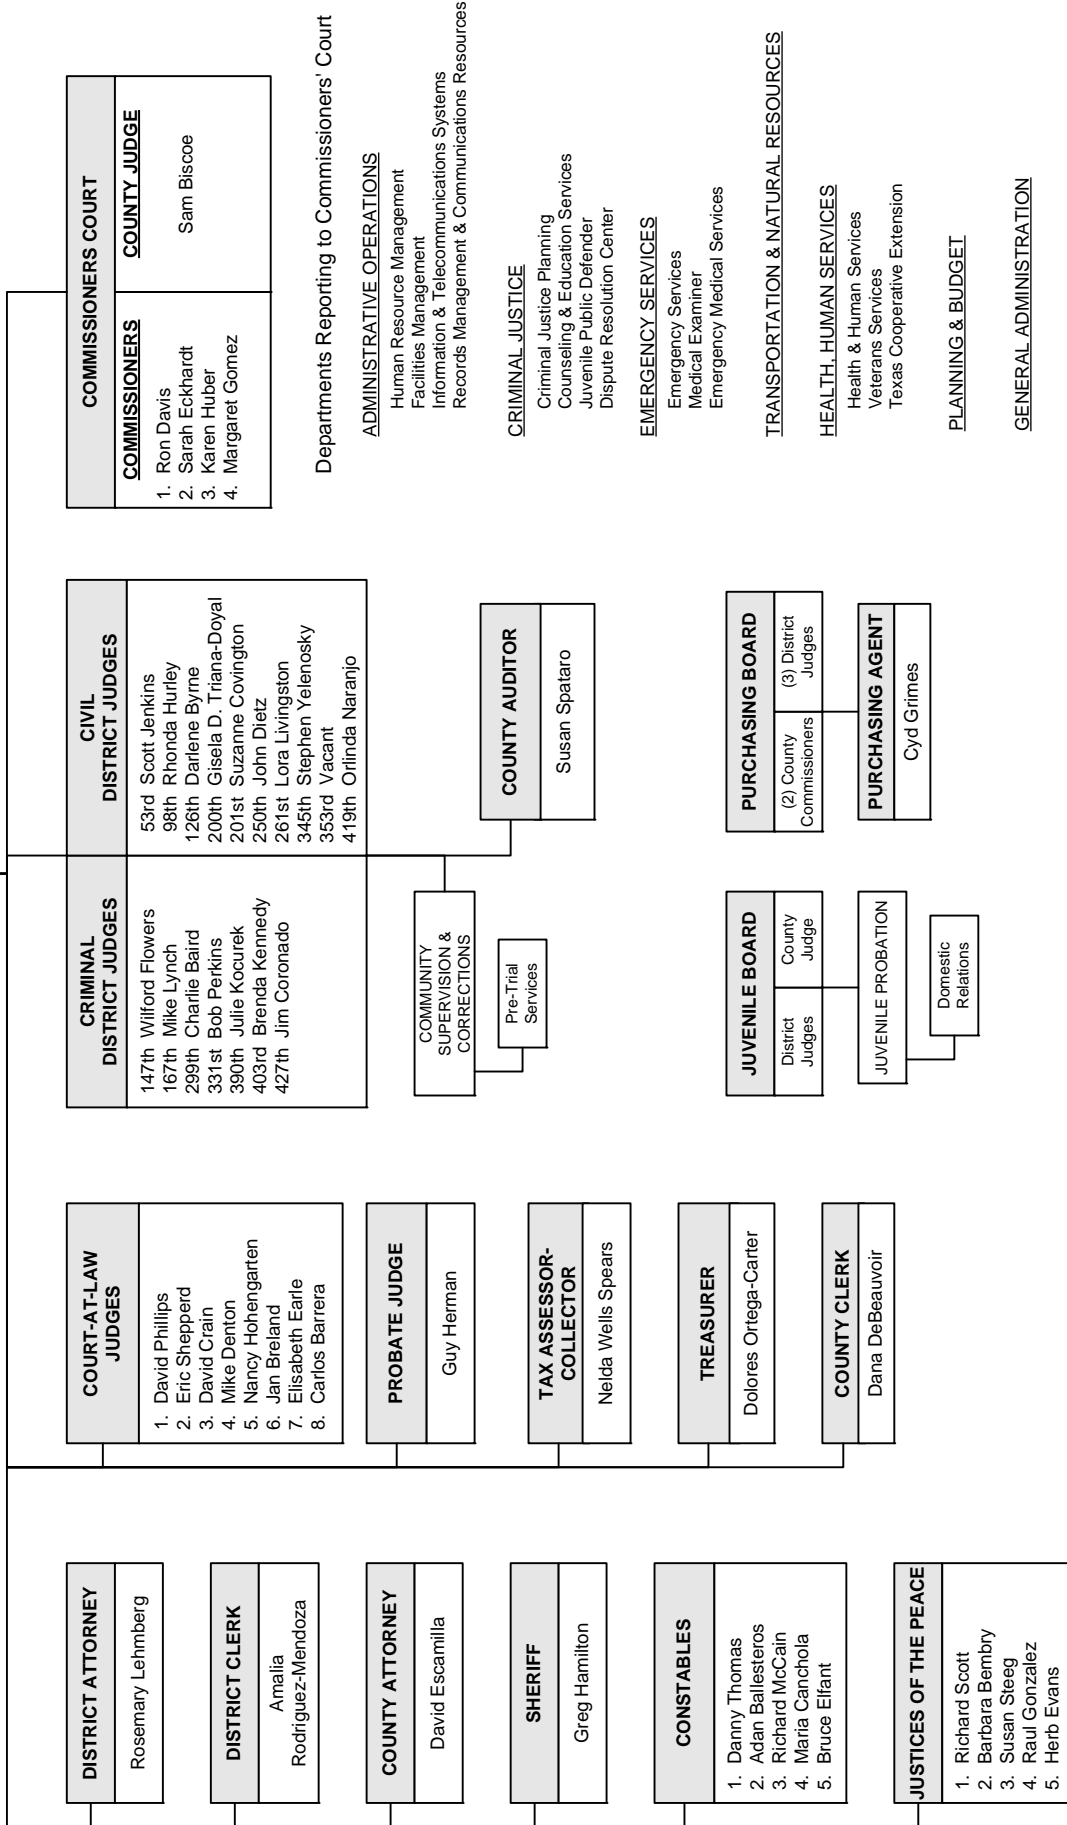 DISTRICT ATTORNEY
Rosemary Lehmberg
DISTRICT CLERK
Amalia
Rodriguez-Mendoza
COUNTY ATTORNEY
David Escamilla
SHERIFF
Greg Hamilton
CONSTABLES
1. Danny Thomas
2. Adan Ballesteros
3. Richard McCain
4. Maria Canchola
5. Bruce Elfant
JUSTICES OF THE PEACE
1. Richard Scott
2. Barbara Bembry
3. Susan Steeg
4. Raul Gonzalez
5. Herb Evans
COURT-AT-LAW
JUDGES
1. David Phillips
2. Eric Shepperd
3. David Crain
4. Mike Denton
5. Nancy Hohengarten
6. Jan Breland
7. Elisabeth Earle
8. Carlos Barrera
PROBATE JUDGE
Guy Herman
TAX ASSESSOR-
COLLECTOR
Nelda Wells Spears
TREASURER
Dolores Ortega-Carter
COUNTY CLERK
Dana DeBeauvoir
CRIMINAL
DISTRICT JUDGES
147th Wilford Flowers
167th Mike Lynch
299th Charlie Baird
331st Bob Perkins
390th Julie Kocurek
403rd Brenda Kennedy
427th Jim Coronado
CIVIL
DISTRICT JUDGES
53rd Scott Jenkins
98th Rhonda Hurley
126th Darlene Byrne
200th Gisela D. Triana-Doyal
201st Suzanne Covington
250th John Dietz
261st Lora Livingston
345th Stephen Yelenosky
353rd Vacant
419th Orlinda Naranjo
COMMUNITY
SUPERVISION &
CORRECTIONS
Pre-Trial
Services
COUNTY AUDITOR
Susan Spataro
JUVENILE BOARD
District
Judges
County
Judge
JUVENILE PROBATION
Domestic
Relations
PURCHASING BOARD
(2) County
Commissioners
(3) District
Judges
PURCHASING AGENT
Cyd Grimes
COMMISSIONERS COURT
COMMISSIONERS
1. Ron Davis
2. Sarah Eckhardt
3. Karen Huber
4. Margaret Gomez
COUNTY JUDGE
Sam Biscoe
Departments Reporting to Commissioners' Court
ADMINISTRATIVE OPERATIONS
Human Resource Management
Facilities Management
Information & Telecommunications Systems
Records Management & Communications Resources
CRIMINAL JUSTICE
Criminal Justice Planning
Counseling & Education Services
Juvenile Public Defender
Dispute Resolution Center
EMERGENCY SERVICES
Emergency Services
Medical Examiner
Emergency Medical Services
TRANSPORTATION & NATURAL RESOURCES
HEALTH, HUMAN SERVICES
Health & Human Services
Veterans Services
Texas Cooperative Extension
PLANNING & BUDGET
GENERAL ADMINISTRATION